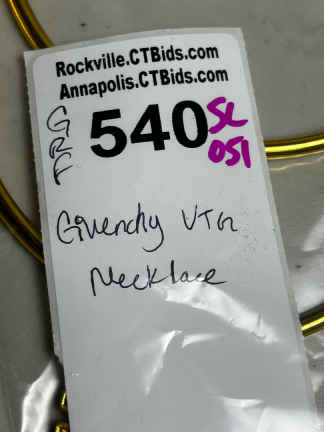 Rockville.CTBids.com
Annapolis.CTBids.com
GRF
540 SL
051
Givenchy VTG
Necklace